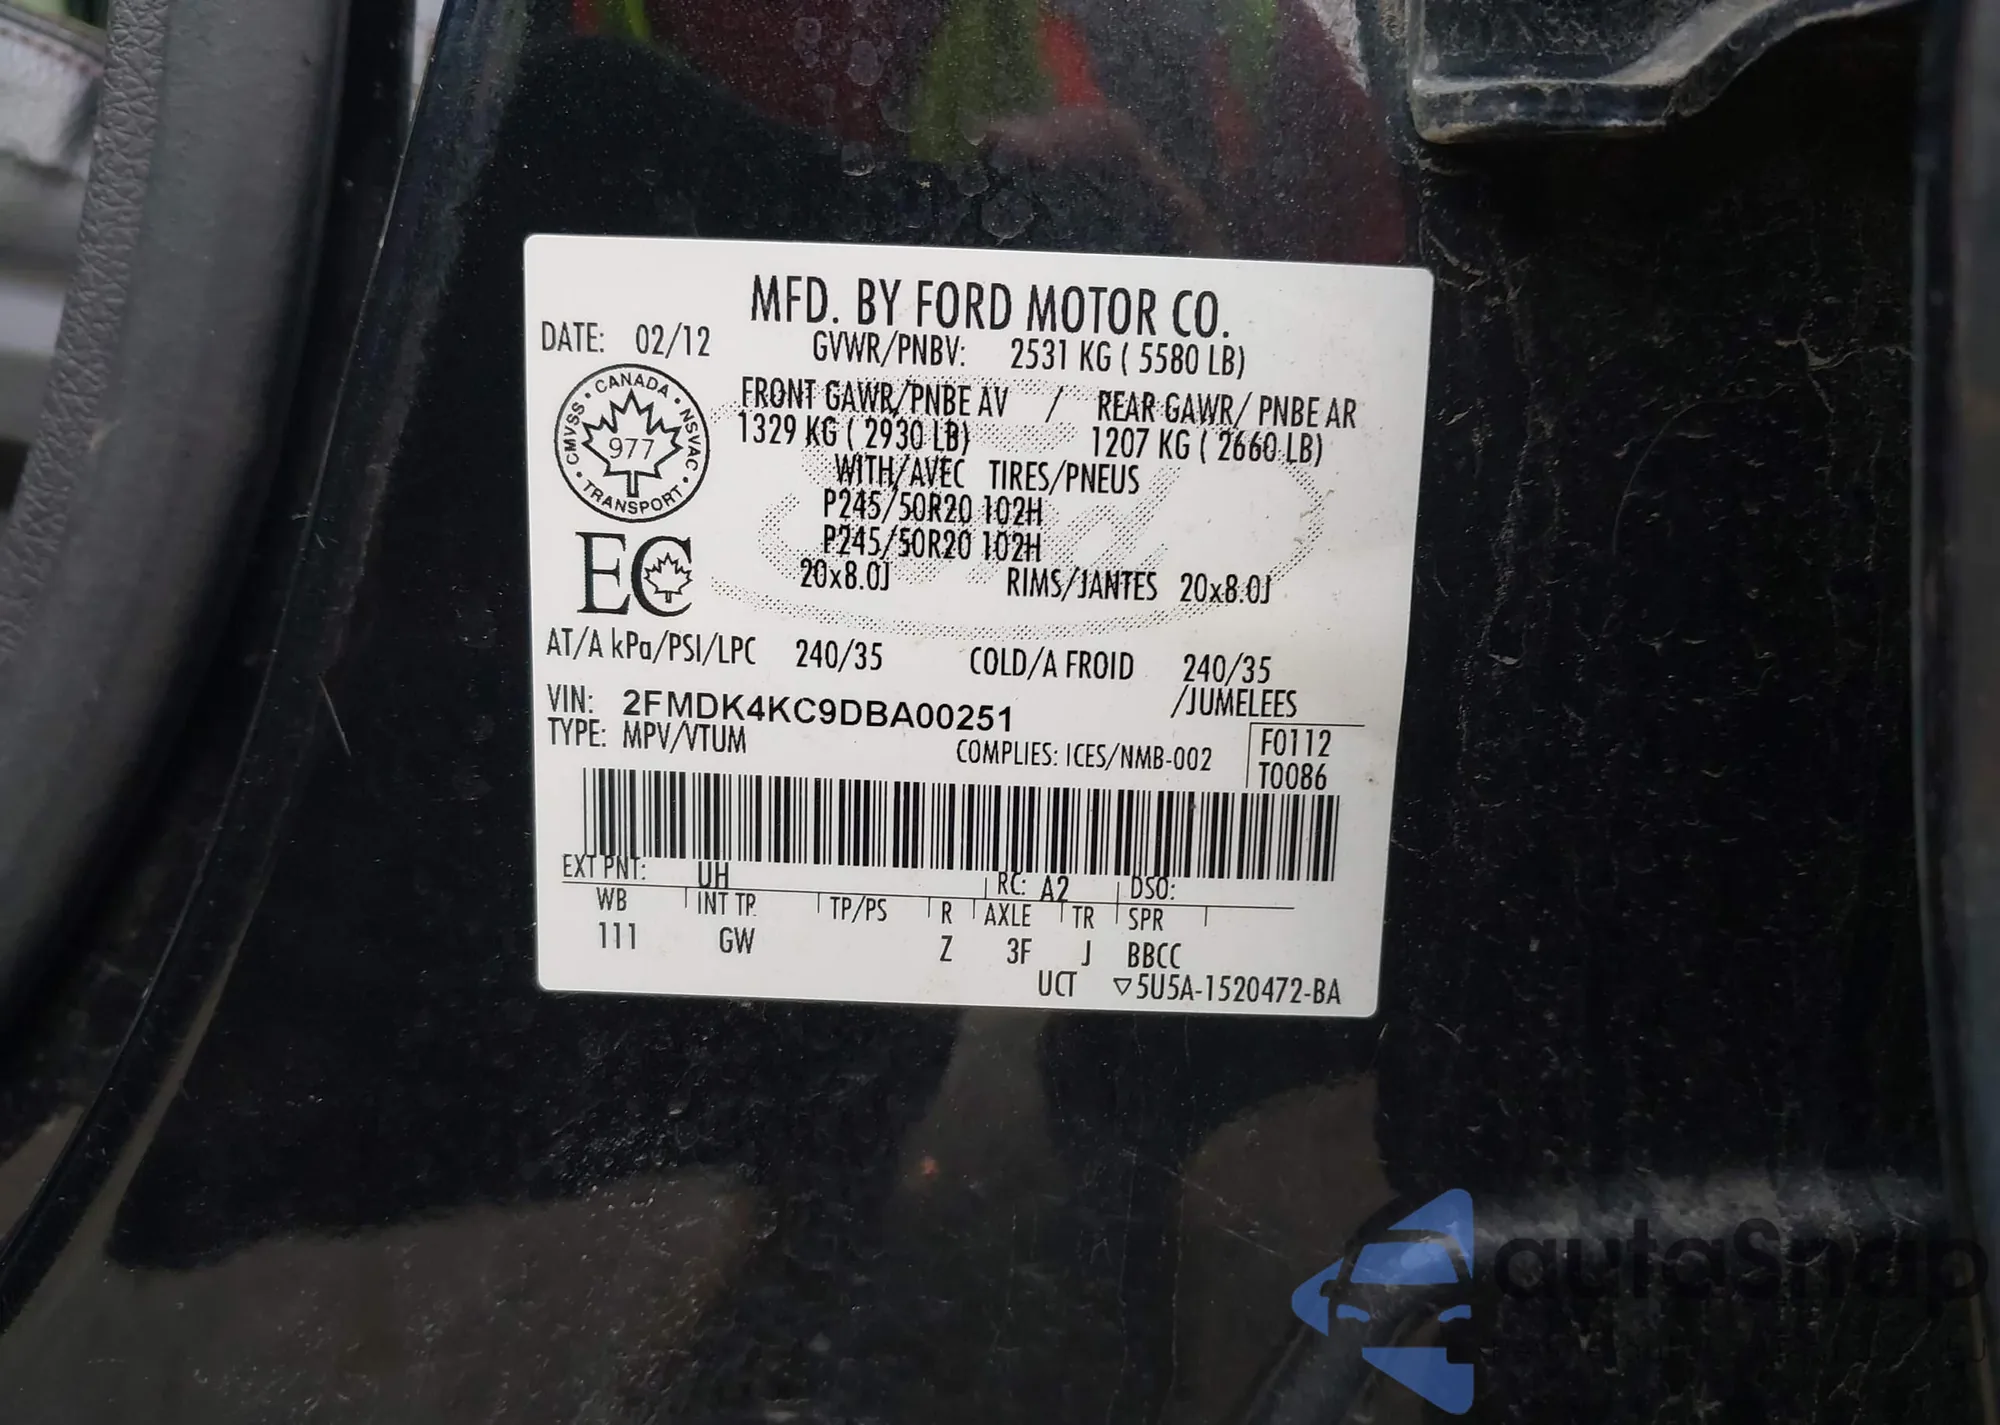 MFD. BY FORD MOTOR CO.
DATE: 02/12 GVWR/PNBV: 2531 KG ( 5580 LB)
FRONT GAWR/PNBE AV / REAR GAWR/ PNBE AR
1329 KG ( 2930 LB) 1207 KG ( 2660 LB)
WITH/AVEC TIRES/PNEUS
P245/50R20 102H
P245/50R20 102H
20x8.0J RIMS/JANTES 20x8.0J
CANADA · NSVAC · TRANSPORT · CMVSS ·
977
EC
AT/A kPa/PSI/LPC 240/35 COLD/A FROID 240/35
/JUMELEES
VIN: 2FMDK4KC9DBA00251
TYPE: MPV/VTUM COMPLIES: ICES/NMB-002
F0112
T0086
EXT PNT: UH RC: A2 DSO:
WB INT TR TP/PS R AXLE TR SPR
111 GW Z 3F J BBCC
UCT ▽5U5A-1520472-BA
autoSnap